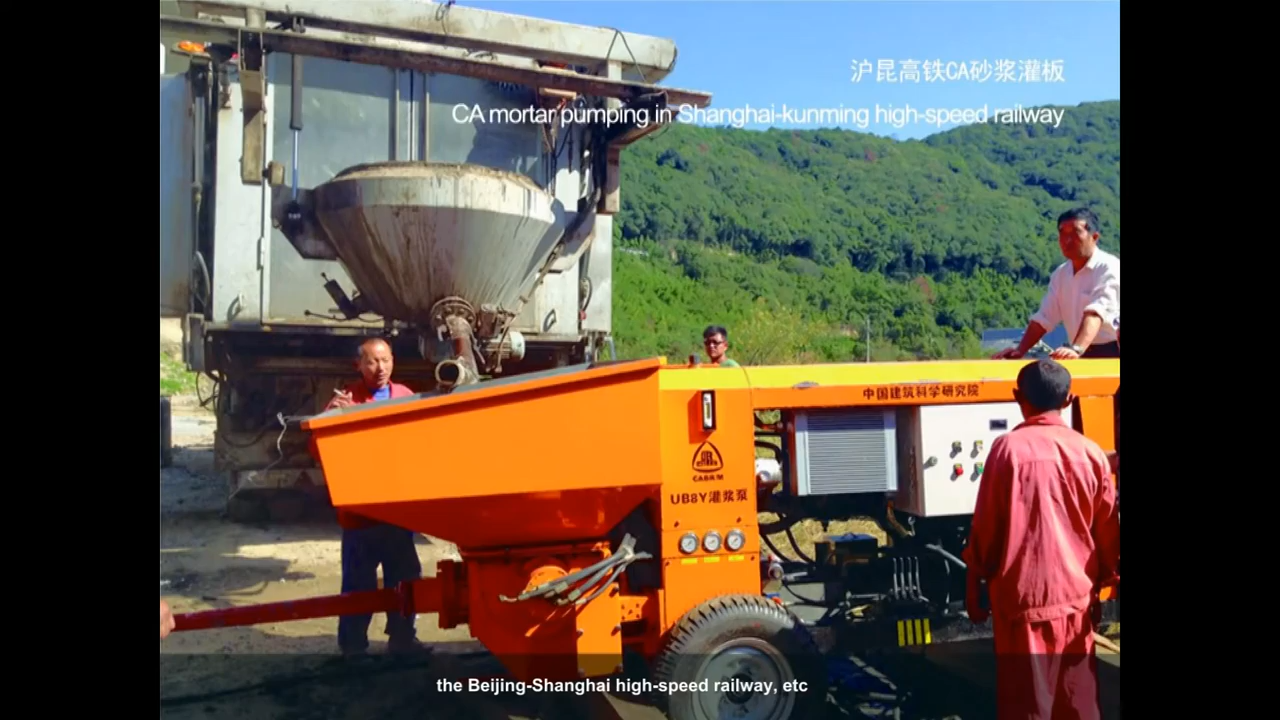 沪昆高铁CA砂浆灌板
CA mortar pumping in Shanghai-kunming high-speed railway
中国建筑科学研究院
UB8Y灌浆泵
the Beijing-Shanghai high-speed railway, etc